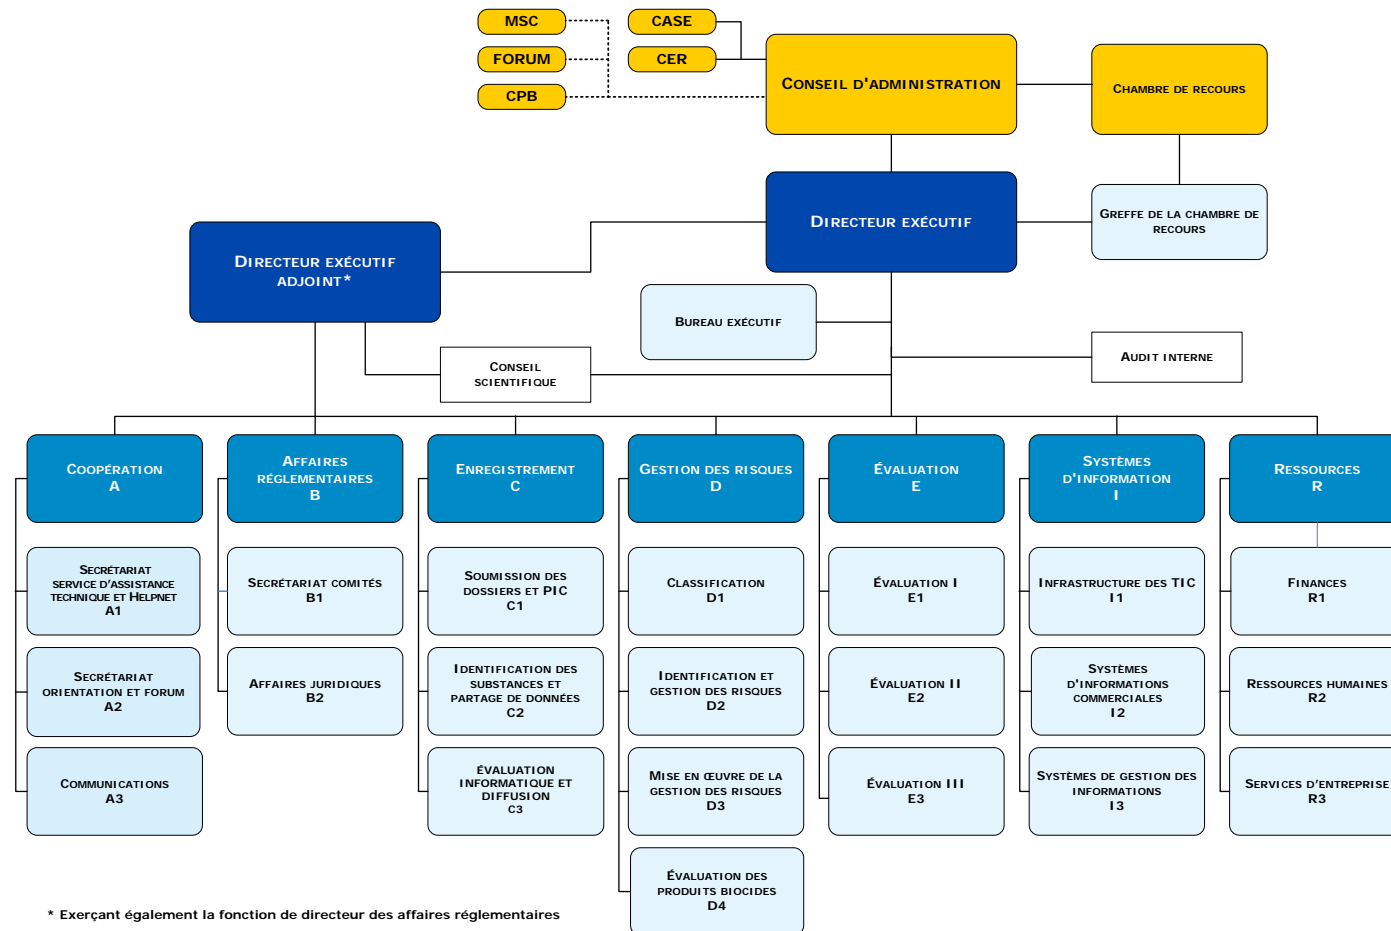 MSC
CASE
FORUM
CER
CPB
CONSEIL D'ADMINISTRATION
CHAMBRE DE RECOURS
DIRECTEUR EXÉCUTIF
GREFFE DE LA CHAMBRE DE
RECOURS
DIRECTEUR EXÉCUTIF
ADJOINT*
BUREAU EXÉCUTIF
AUDIT INTERNE
CONSEIL
SCIENTIFIQUE
COOPÉRATION
A
AFFAIRES
RÉGLEMENTAIRES
B
ENREGISTREMENT
C
GESTION DES RISQUES
D
ÉVALUATION
E
SYSTÈMES
D'INFORMATION
I
RESSOURCES
R
SECRÉTARIAT
SERVICE D'ASSISTANCE
TECHNIQUE ET HELPNET
A1
SECRÉTARIAT COMITÉS
B1
SOUMISSION DES
DOSSIERS ET PIC
C1
CLASSIFICATION
D1
ÉVALUATION I
E1
INFRASTRUCTURE DES TIC
I1
FINANCES
R1
SECRÉTARIAT
ORIENTATION ET FORUM
A2
AFFAIRES JURIDIQUES
B2
IDENTIFICATION DES
SUBSTANCES ET
PARTAGE DE DONNÉES
C2
IDENTIFICATION ET
GESTION DES RISQUES
D2
ÉVALUATION II
E2
SYSTÈMES
D'INFORMATIONS
COMMERCIALES
I2
RESSOURCES HUMAINES
R2
COMMUNICATIONS
A3
ÉVALUATION
INFORMATIQUE ET
DIFFUSION
C3
MISE EN ŒUVRE DE LA
GESTION DES RISQUES
D3
ÉVALUATION III
E3
SYSTÈMES DE GESTION DES
INFORMATIONS
I3
SERVICES D'ENTREPRISE
R3
ÉVALUATION DES
PRODUITS BIOCIDES
D4
* Exerçant également la fonction de directeur des affaires réglementaires